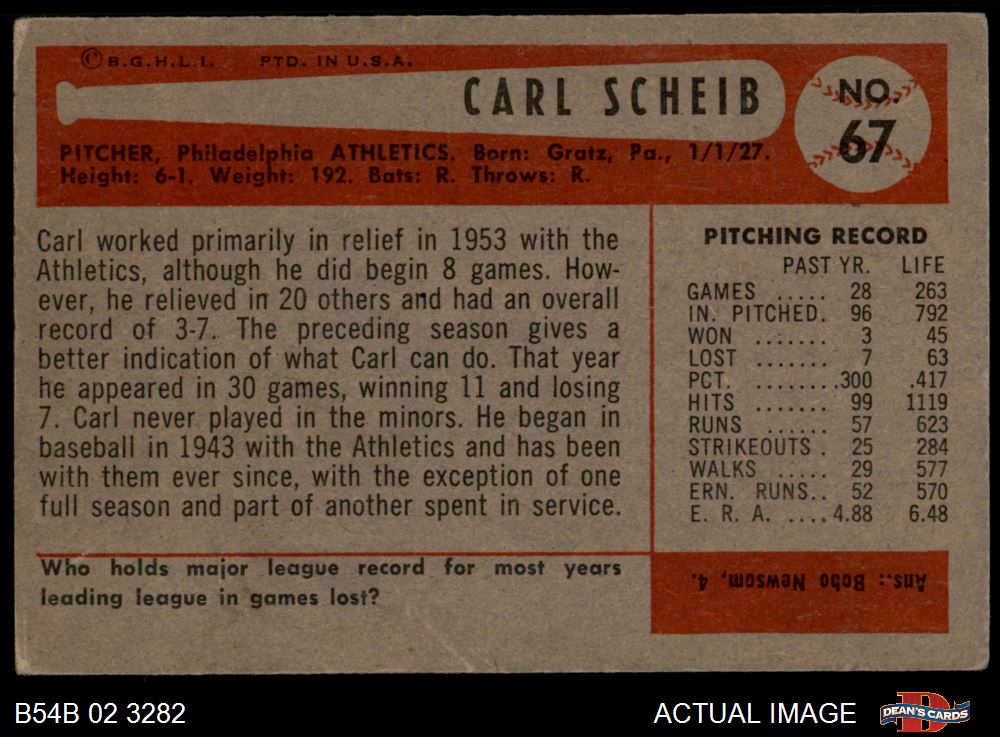 © B.G.H.L.I. PTD. IN U.S.A.
CARL SCHEIB
NO.
67
PITCHER, Philadelphia ATHLETICS. Born: Gratz, Pa., 1/1/27.
Height: 6-1. Weight: 192. Bats: R. Throws: R.
Carl worked primarily in relief in 1953 with the
Athletics, although he did begin 8 games. How-
ever, he relieved in 20 others and had an overall
record of 3-7. The preceding season gives a
better indication of what Carl can do. That year
he appeared in 30 games, winning 11 and losing
7. Carl never played in the minors. He began in
baseball in 1943 with the Athletics and has been
with them ever since, with the exception of one
full season and part of another spent in service.
PITCHING RECORD
PAST YR. LIFE
GAMES ..... 28 263
IN. PITCHED. 96 792
WON ....... 3 45
LOST ...... 7 63
PCT. ........300 .417
HITS ....... 99 1119
RUNS ...... 57 623
STRIKEOUTS . 25 284
WALKS ..... 29 577
ERN. RUNS.. 52 570
E. R. A. ....4.88 6.48
Who holds major league record for most years
leading league in games lost?
Ans.: Bobo Newsom, 4.
B54B 02 3282
ACTUAL IMAGE
DEAN'S CARDS